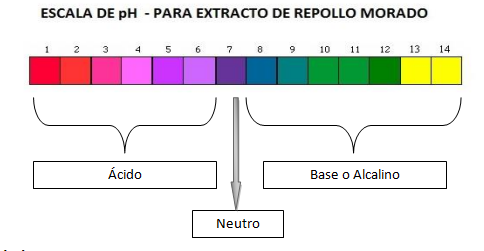 ESCALA DE pH - PARA EXTRACTO DE REPOLLO MORADO
1 2 3 4 5 6 7 8 9 10 11 12 13 14
Ácido
Base o Alcalino
Neutro